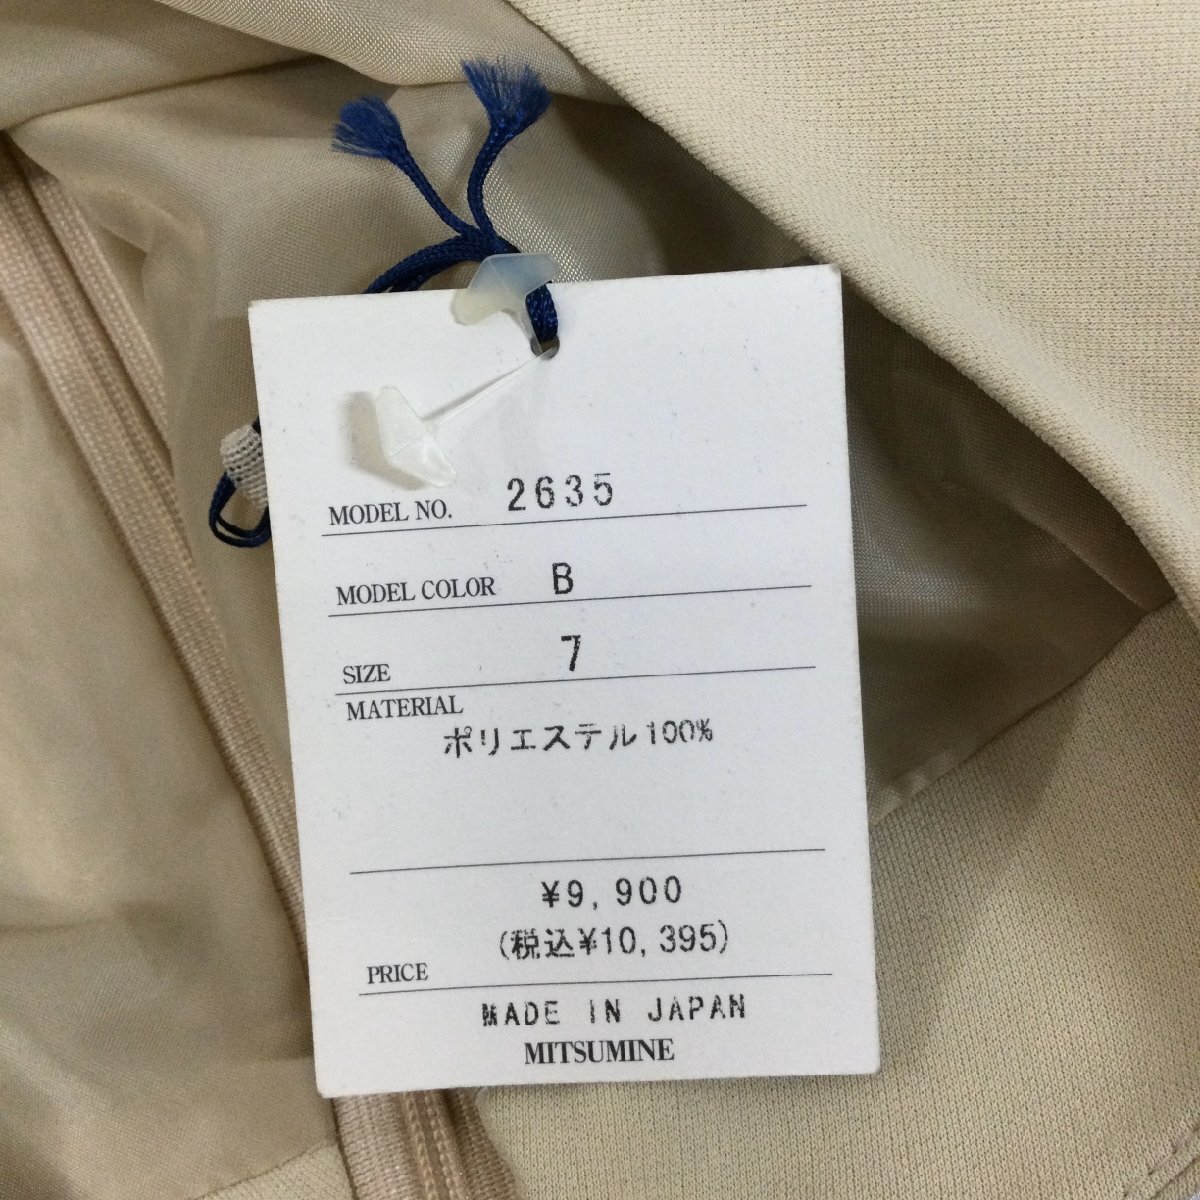 MODEL NO. 2635
MODEL COLOR B
SIZE 7
MATERIAL
ポリエステル100%
¥9,900
(税込¥10,395)
PRICE
MADE IN JAPAN
MITSUMINE